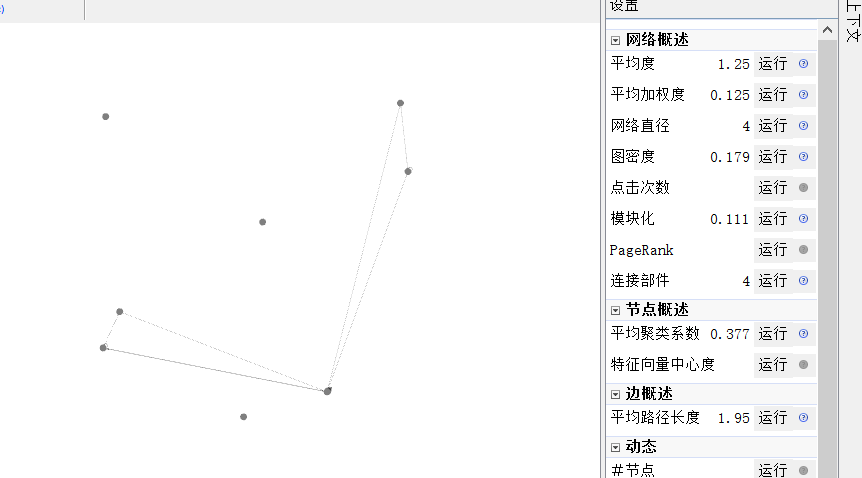 设置
上下文
网络概述
平均度 1.25 运行
平均加权度 0.125 运行
网络直径 4 运行
图密度 0.179 运行
点击次数 运行
模块化 0.111 运行
PageRank 运行
连接部件 4 运行
节点概述
平均聚类系数 0.377 运行
特征向量中心度 运行
边概述
平均路径长度 1.95 运行
动态
#节点 运行